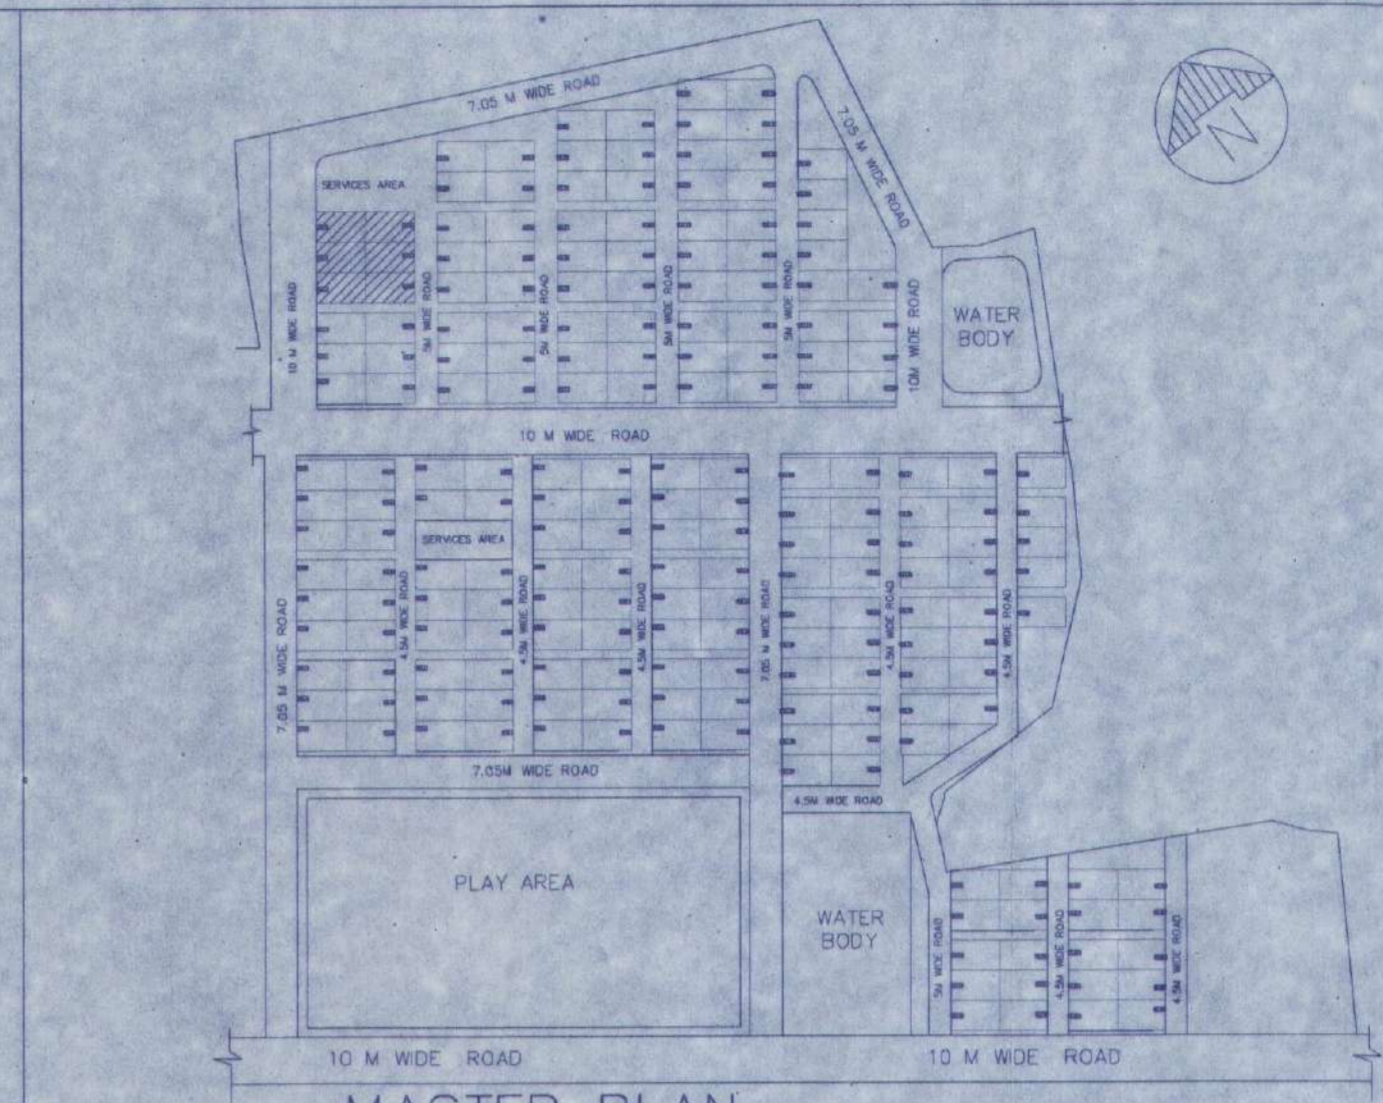 7.05 M WIDE ROAD
7.05 M WIDE ROAD
SERVICES AREA
N
10 M WIDE ROAD
5M WIDE ROAD
5M WIDE ROAD
5M WIDE ROAD
5M WIDE ROAD
10M WIDE ROAD
WATER
BODY
10 M WIDE ROAD
SERVICES AREA
7.05 M WIDE ROAD
4.5M WIDE ROAD
4.5M WIDE ROAD
4.5M WIDE ROAD
7.05 M WIDE ROAD
4.5M WIDE ROAD
4.5M WIDE ROAD
7.05M WIDE ROAD
4.5M WIDE ROAD
PLAY AREA
WATER
BODY
5M WIDE ROAD
4.5M WIDE ROAD
4.5M WIDE ROAD
10 M WIDE ROAD
10 M WIDE ROAD
MASTER PLAN